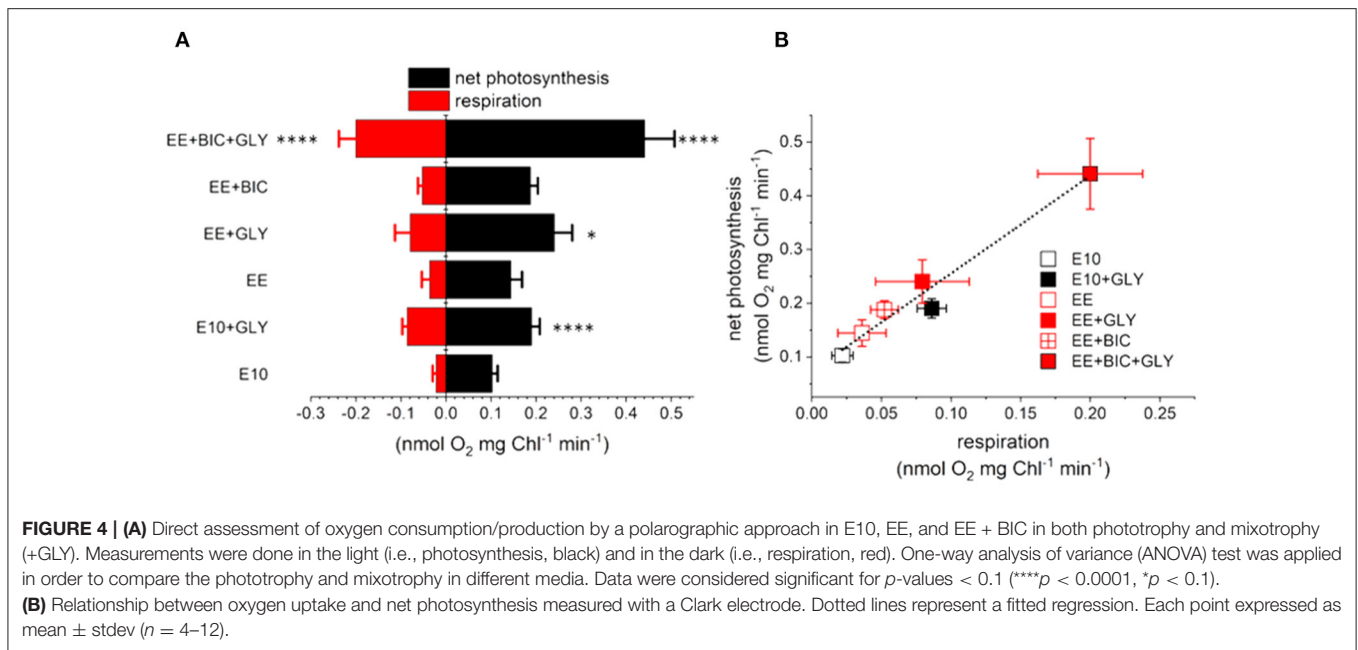 A
net photosynthesis
respiration
EE+BIC+GLY
****
****
EE+BIC
EE+GLY
*
EE
E10+GLY
****
E10
-0.3 -0.2 -0.1 0.0 0.1 0.2 0.3 0.4 0.5
(nmol O₂ mg Chl⁻¹ min⁻¹)
B
net photosynthesis
(nmol O₂ mg Chl⁻¹ min⁻¹)
0.5
0.4
0.3
0.2
0.1
E10
E10+GLY
EE
EE+GLY
EE+BIC
EE+BIC+GLY
0.00 0.05 0.10 0.15 0.20 0.25
respiration
(nmol O₂ mg Chl⁻¹ min⁻¹)
FIGURE 4 | (A) Direct assessment of oxygen consumption/production by a polarographic approach in E10, EE, and EE + BIC in both phototrophy and mixotrophy
(+GLY). Measurements were done in the light (i.e., photosynthesis, black) and in the dark (i.e., respiration, red). One-way analysis of variance (ANOVA) test was applied
in order to compare the phototrophy and mixotrophy in different media. Data were considered significant for p-values < 0.1 (****p < 0.0001, *p < 0.1).
(B) Relationship between oxygen uptake and net photosynthesis measured with a Clark electrode. Dotted lines represent a fitted regression. Each point expressed as
mean ± stdev (n = 4–12).